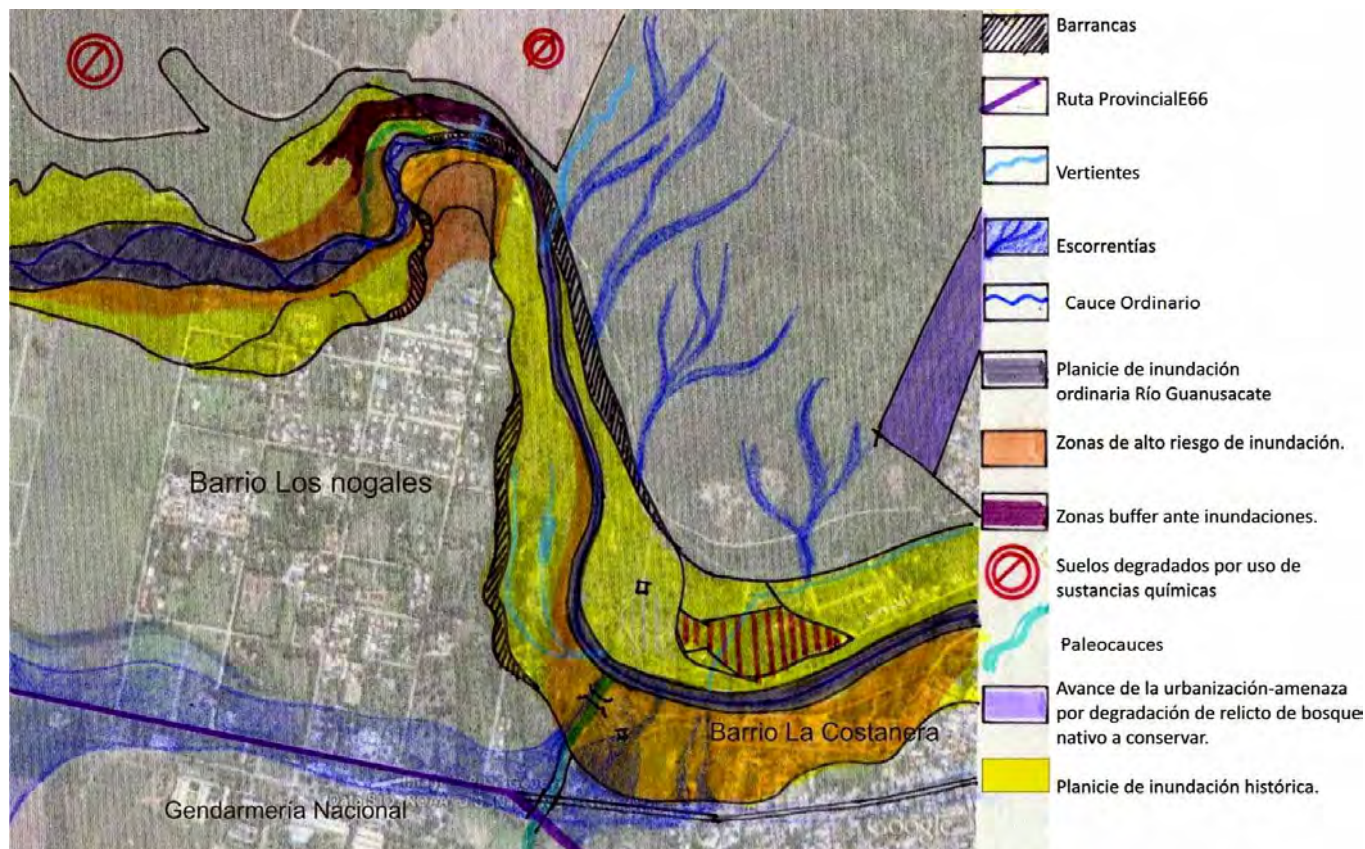 Barrancas
Ruta ProvincialE66
Vertientes
Escorrentías
Cauce Ordinario
Planicie de inundación
ordinaria Río Guanusacate
Zonas de alto riesgo de inundación.
Zonas buffer ante inundaciones.
Suelos degradados por uso de
sustancias químicas
Paleocauces
Avance de la urbanización-amenaza
por degradación de relicto de bosque
nativo a conservar.
Planicie de inundación histórica.
Barrio Los nogales
Barrio La Costanera
Gendarmería Nacional
Google